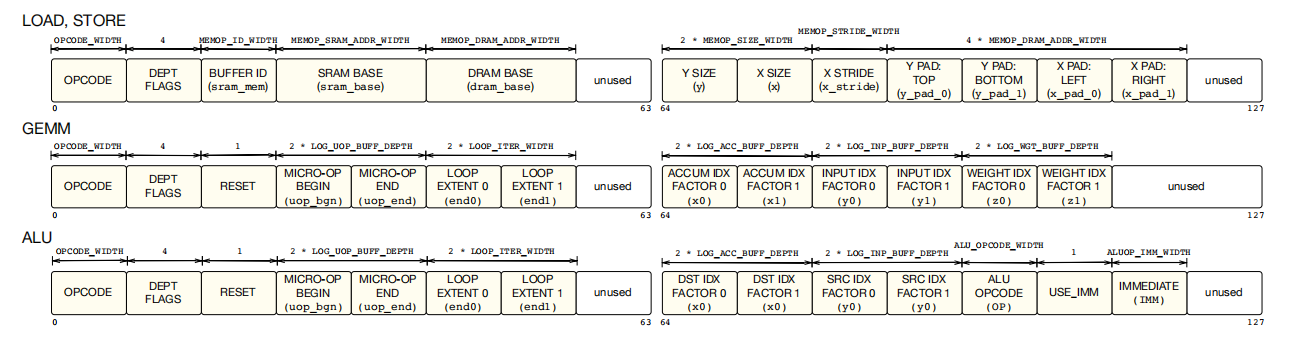 LOAD, STORE
OPCODE_WIDTH 4 MEMOP_ID_WIDTH MEMOP_SRAM_ADDR_WIDTH MEMOP_DRAM_ADDR_WIDTH 2 * MEMOP_SIZE_WIDTH MEMOP_STRIDE_WIDTH 4 * MEMOP_DRAM_ADDR_WIDTH
OPCODE
DEPT
FLAGS
BUFFER ID
(sram_mem)
SRAM BASE
(sram_base)
DRAM BASE
(dram_base)
unused
Y SIZE
(y)
X SIZE
(x)
X STRIDE
(x_stride)
Y PAD:
TOP
(y_pad_0)
Y PAD:
BOTTOM
(y_pad_1)
X PAD:
LEFT
(x_pad_0)
X PAD:
RIGHT
(x_pad_1)
unused
0 63 64 127
GEMM
OPCODE_WIDTH 4 1 2 * LOG_UOP_BUFF_DEPTH 2 * LOOP_ITER_WIDTH 2 * LOG_ACC_BUFF_DEPTH 2 * LOG_INP_BUFF_DEPTH 2 * LOG_WGT_BUFF_DEPTH
OPCODE
DEPT
FLAGS
RESET
MICRO-OP
BEGIN
(uop_bgn)
MICRO-OP
END
(uop_end)
LOOP
EXTENT 0
(end0)
LOOP
EXTENT 1
(end1)
unused
ACCUM IDX
FACTOR 0
(x0)
ACCUM IDX
FACTOR 1
(x1)
INPUT IDX
FACTOR 0
(y0)
INPUT IDX
FACTOR 1
(y1)
WEIGHT IDX
FACTOR 0
(z0)
WEIGHT IDX
FACTOR 1
(z1)
unused
0 63 64 127
ALU
OPCODE_WIDTH 4 1 2 * LOG_UOP_BUFF_DEPTH 2 * LOOP_ITER_WIDTH 2 * LOG_ACC_BUFF_DEPTH 2 * LOG_INP_BUFF_DEPTH ALU_OPCODE_WIDTH 1 ALUOP_IMM_WIDTH
OPCODE
DEPT
FLAGS
RESET
MICRO-OP
BEGIN
(uop_bgn)
MICRO-OP
END
(uop_end)
LOOP
EXTENT 0
(end0)
LOOP
EXTENT 1
(end1)
unused
DST IDX
FACTOR 0
(x0)
DST IDX
FACTOR 1
(x0)
SRC IDX
FACTOR 0
(y0)
SRC IDX
FACTOR 1
(y0)
ALU
OPCODE
(OP)
USE_IMM
IMMEDIATE
(IMM)
unused
0 63 64 127